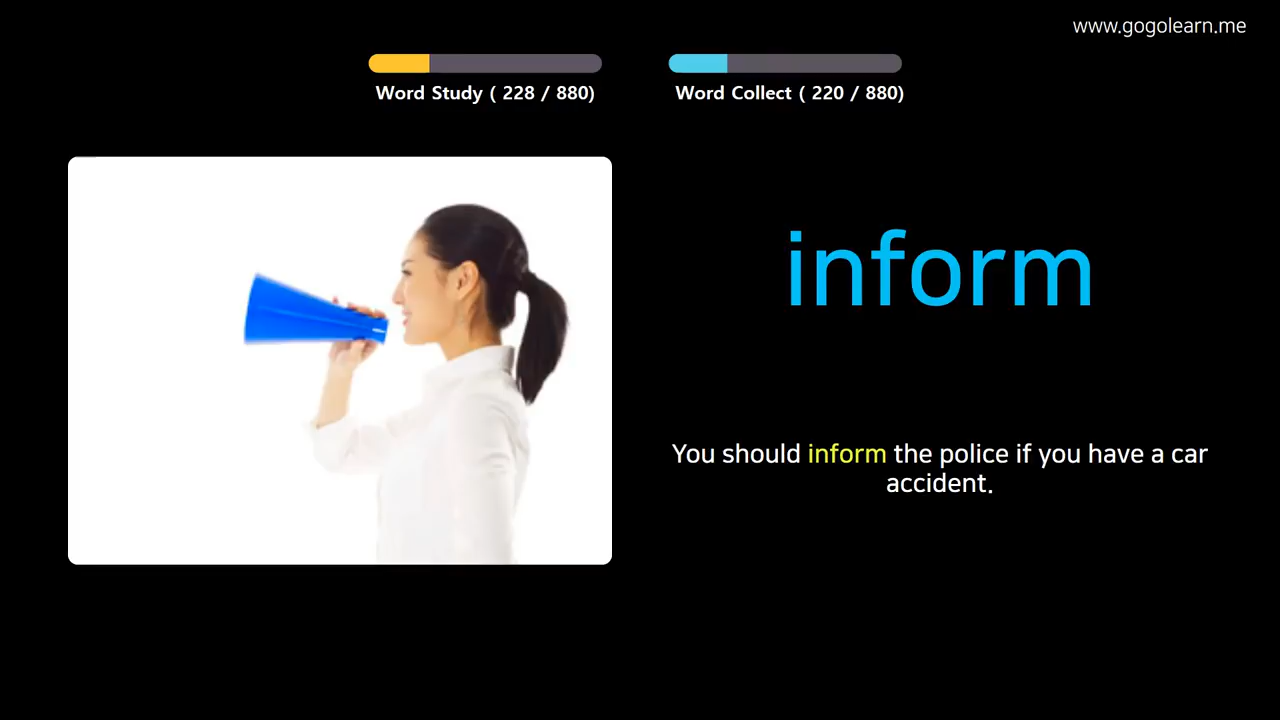 www.gogolearn.me
Word Study ( 228 / 880)
Word Collect ( 220 / 880)
inform
You should inform the police if you have a car
accident.